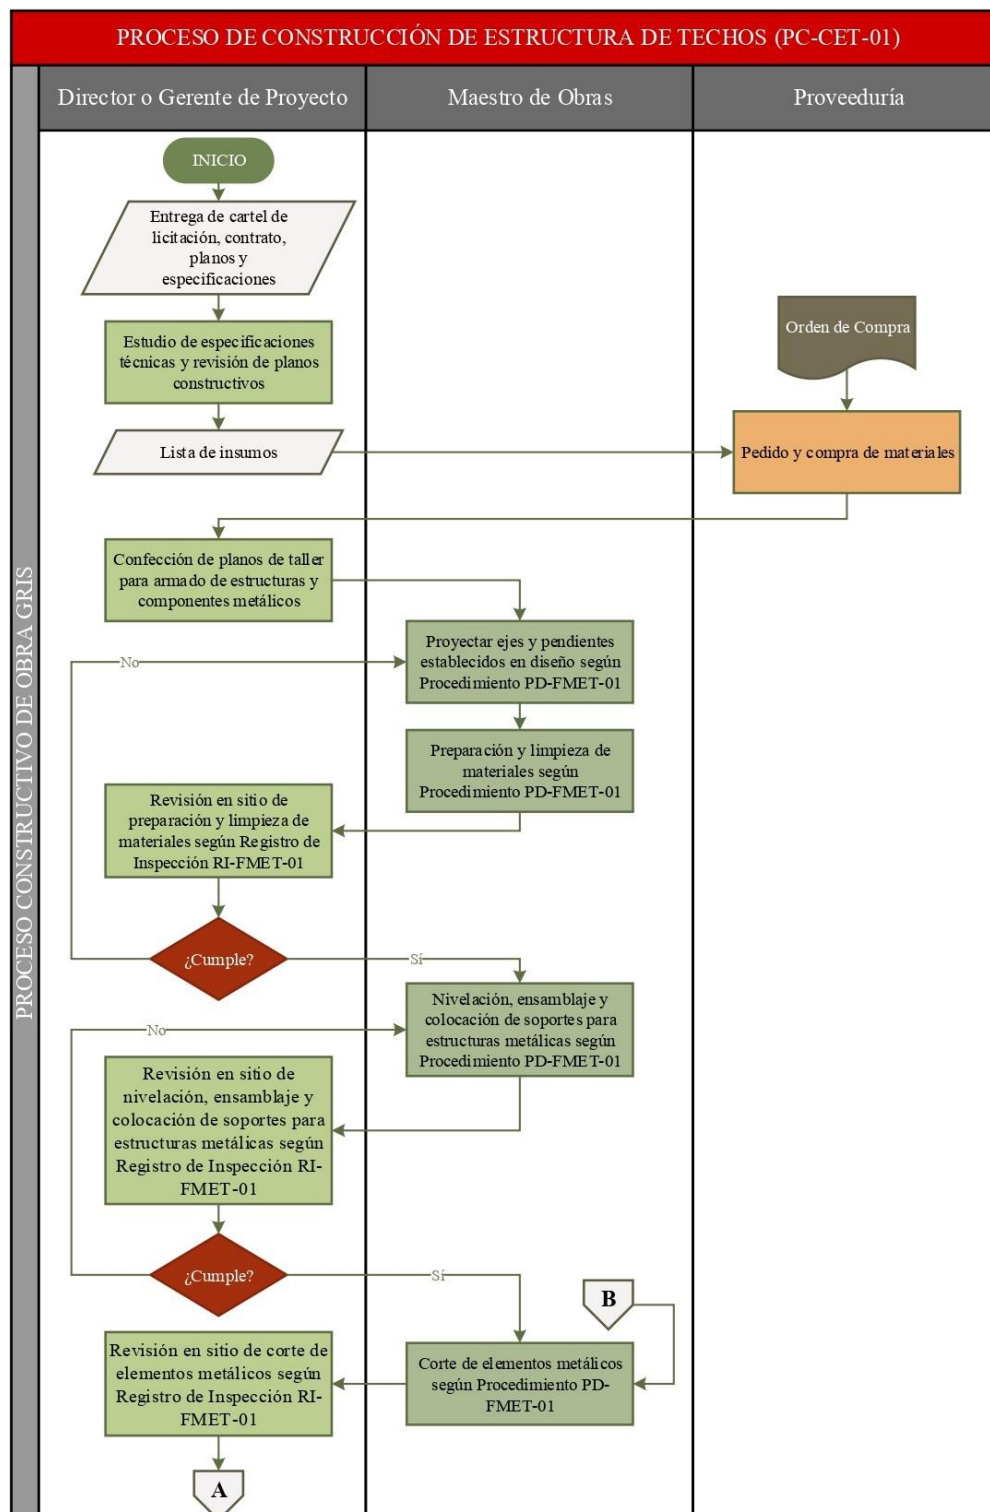 PROCESO DE CONSTRUCCIÓN DE ESTRUCTURA DE TECHOS (PC-CET-01)
Director o Gerente de Proyecto
Maestro de Obras
Proveeduría
PROCESO CONSTRUCTIVO DE OBRA GRIS
INICIO
Entrega de cartel de
licitación, contrato,
planos y
especificaciones
Estudio de especificaciones
técnicas y revisión de planos
constructivos
Orden de Compra
Lista de insumos
Pedido y compra de materiales
Confección de planos de taller
para armado de estructuras y
componentes metálicos
Proyectar ejes y pendientes
establecidos en diseño según
Procedimiento PD-FMET-01
No
Preparación y limpieza de
materiales según
Procedimiento PD-FMET-01
Revisión en sitio de
preparación y limpieza de
materiales según Registro de
Inspección RI-FMET-01
¿Cumple?
Sí
Nivelación, ensamblaje y
colocación de soportes para
estructuras metálicas según
Procedimiento PD-FMET-01
No
Revisión en sitio de
nivelación, ensamblaje y
colocación de soportes para
estructuras metálicas según
Registro de Inspección RI-
FMET-01
¿Cumple?
Sí
B
Corte de elementos metálicos
según Procedimiento PD-
FMET-01
Revisión en sitio de corte de
elementos metálicos según
Registro de Inspección RI-
FMET-01
A